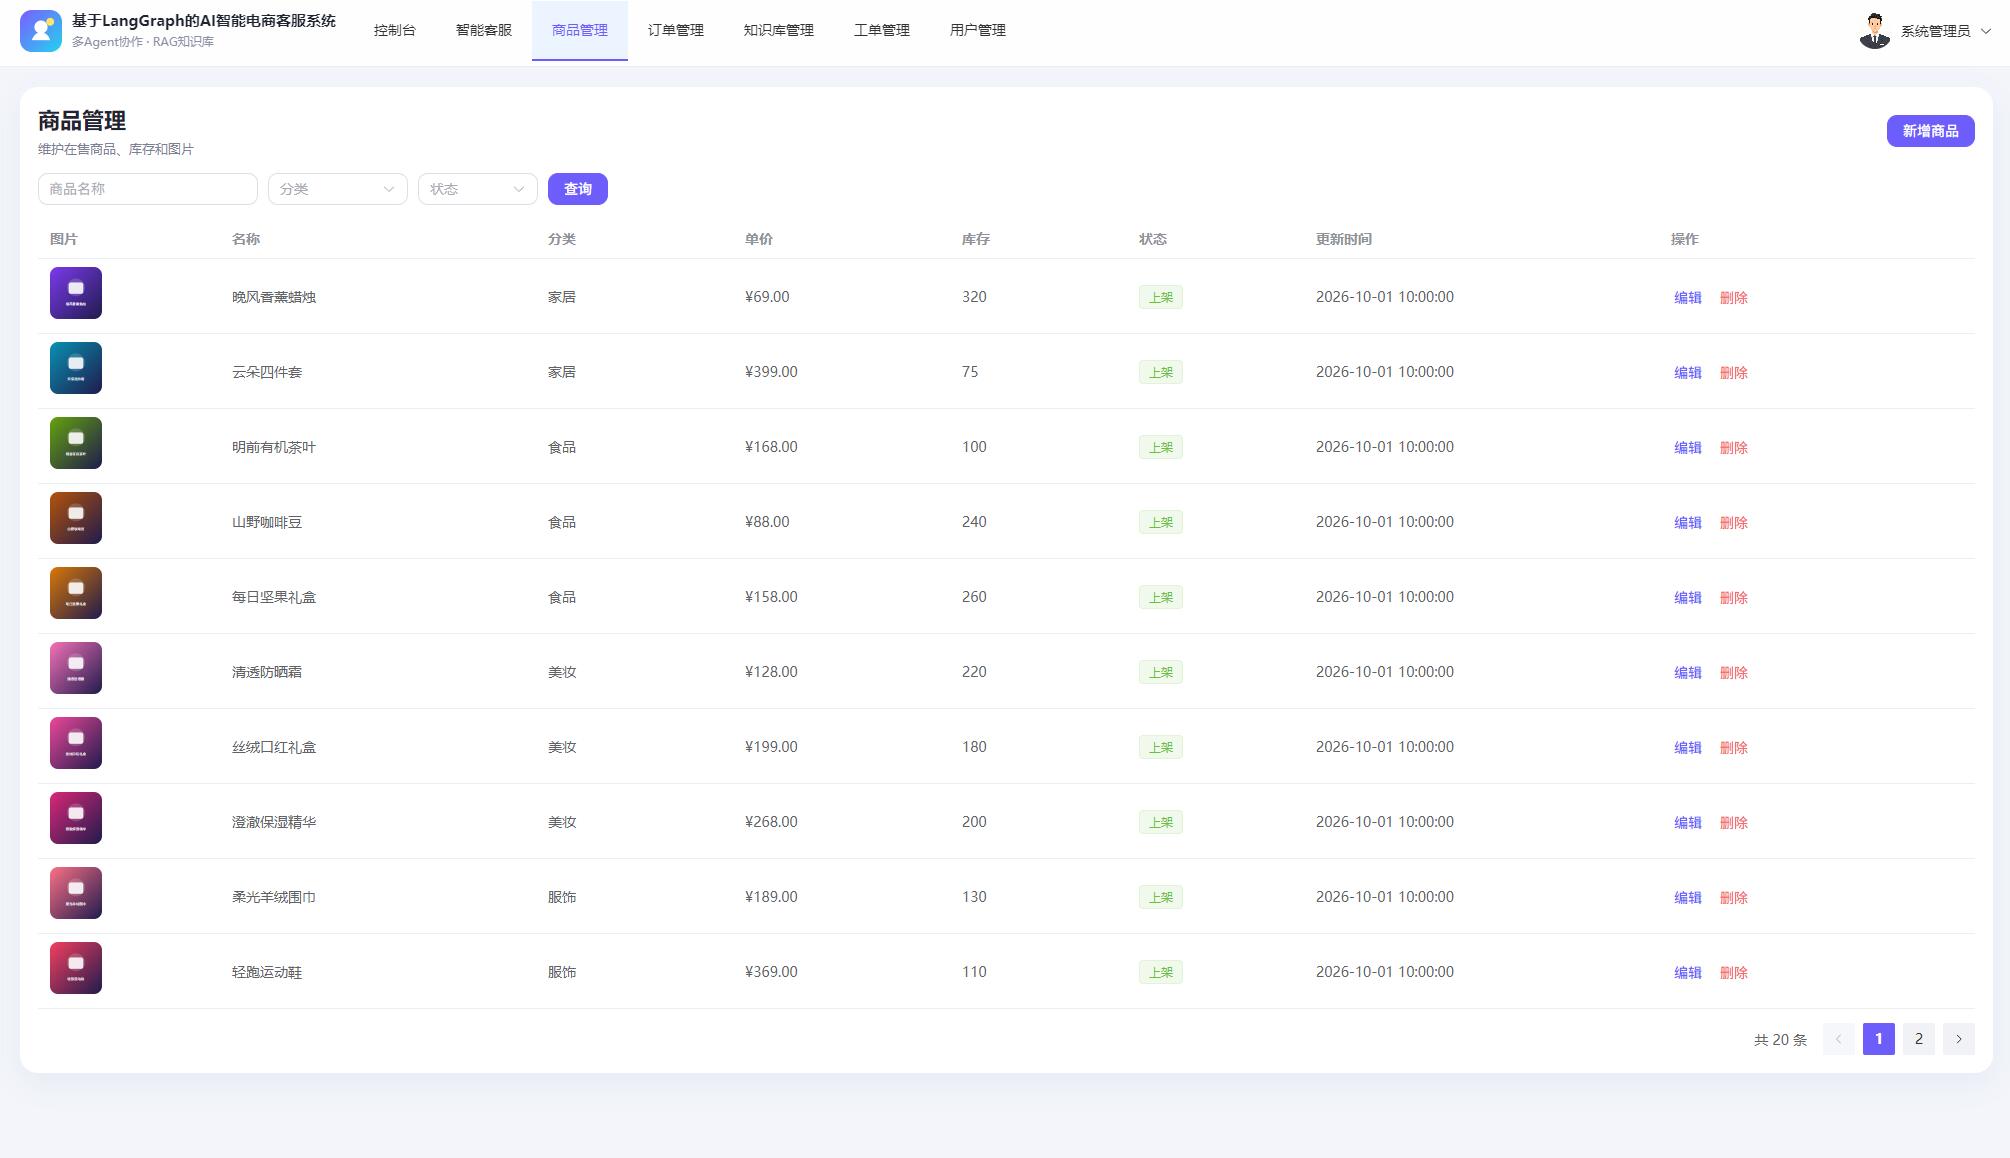 基于LangGraph的AI智能电商客服系统
多Agent协作 · RAG知识库
控制台 智能客服 商品管理 订单管理 知识库管理 工单管理 用户管理
系统管理员
商品管理
维护在售商品、库存和图片
新增商品
商品名称 分类 状态 查询
图片 名称 分类 单价 库存 状态 更新时间 操作
晚风香薰蜡烛 家居 ¥69.00 320 上架 2026-10-01 10:00:00 编辑 删除
云朵四件套 家居 ¥399.00 75 上架 2026-10-01 10:00:00 编辑 删除
明前有机茶叶 食品 ¥168.00 100 上架 2026-10-01 10:00:00 编辑 删除
山野咖啡豆 食品 ¥88.00 240 上架 2026-10-01 10:00:00 编辑 删除
每日坚果礼盒 食品 ¥158.00 260 上架 2026-10-01 10:00:00 编辑 删除
清透防晒霜 美妆 ¥128.00 220 上架 2026-10-01 10:00:00 编辑 删除
丝绒口红礼盒 美妆 ¥199.00 180 上架 2026-10-01 10:00:00 编辑 删除
澄澈保湿精华 美妆 ¥268.00 200 上架 2026-10-01 10:00:00 编辑 删除
柔光羊绒围巾 服饰 ¥189.00 130 上架 2026-10-01 10:00:00 编辑 删除
轻跑运动鞋 服饰 ¥369.00 110 上架 2026-10-01 10:00:00 编辑 删除
共 20 条 1 2